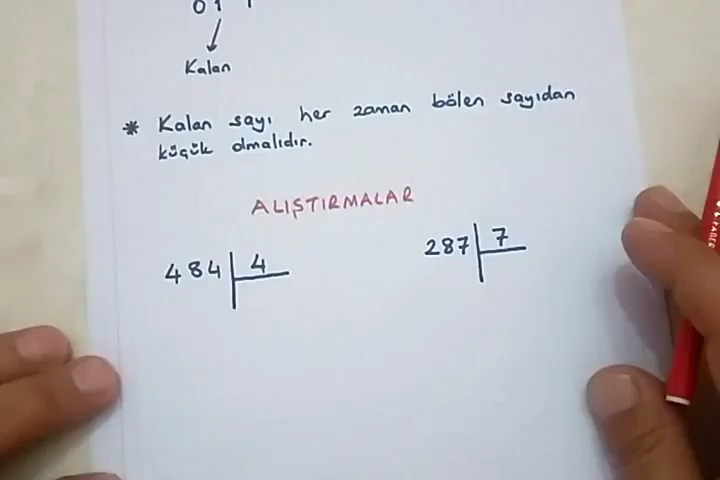 Kalan
* Kalan sayı her zaman bölen sayıdan
küçük olmalıdır.
ALIŞTIRMALAR
484 4
287 7